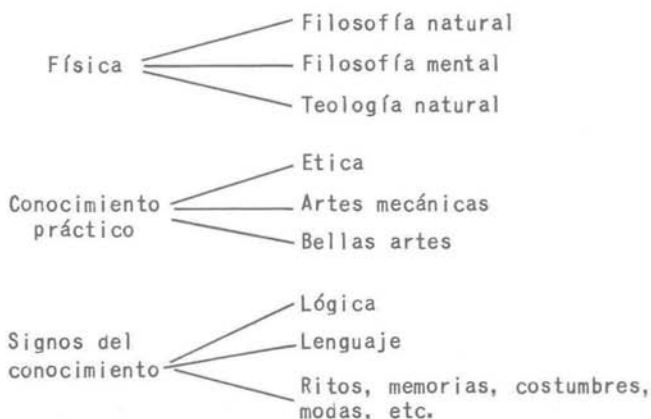 Física
Filosofía natural
Filosofía mental
Teología natural
Conocimiento
práctico
Etica
Artes mecánicas
Bellas artes
Signos del
conocimiento
Lógica
Lenguaje
Ritos, memorias, costumbres,
modas, etc.